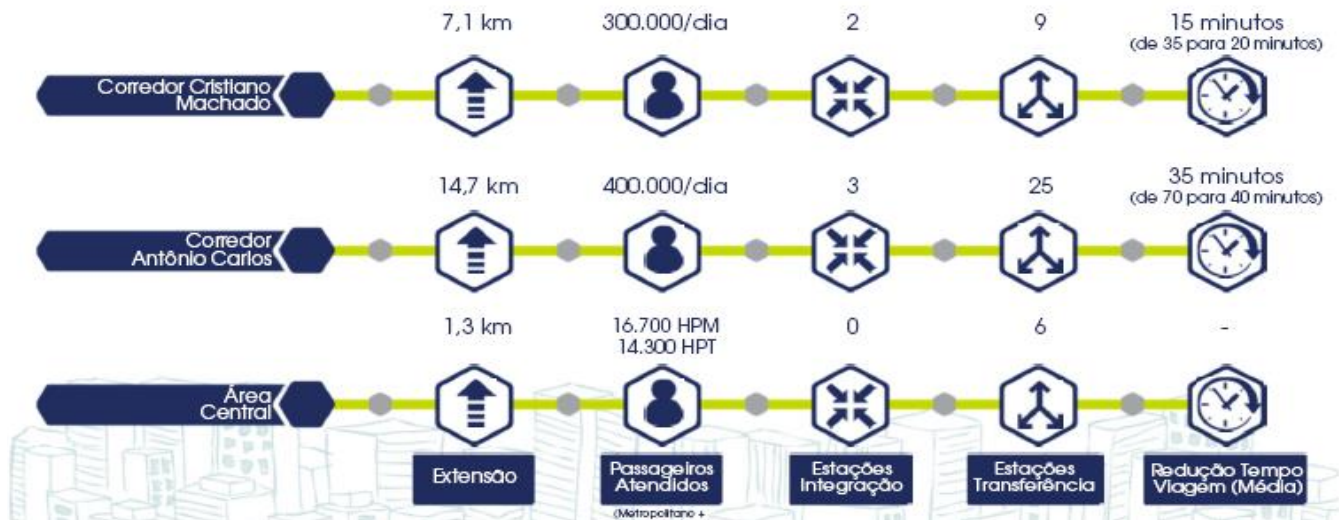 7,1 km
300.000/dia
2
9
15 minutos
(de 35 para 20 minutos)
Corredor Cristiano
Machado
14,7 km
400.000/dia
3
25
35 minutos
(de 70 para 40 minutos)
Corredor
Antônio Carlos
1,3 km
16.700 HPM
14.300 HPT
0
6
-
Área
Central
Extensão
Passageiros
Atendidos
(Metropolitano +
Estações
Integração
Estações
Transferência
Redução Tempo
Viagem (Média)